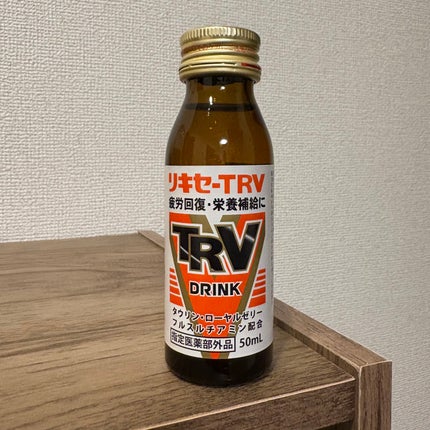 リキセーTRV
疲労回復・栄養補給に
TRV
DRINK
タウリン・ローヤルゼリー
フルスルチアミン配合
指定医薬部外品 50mL